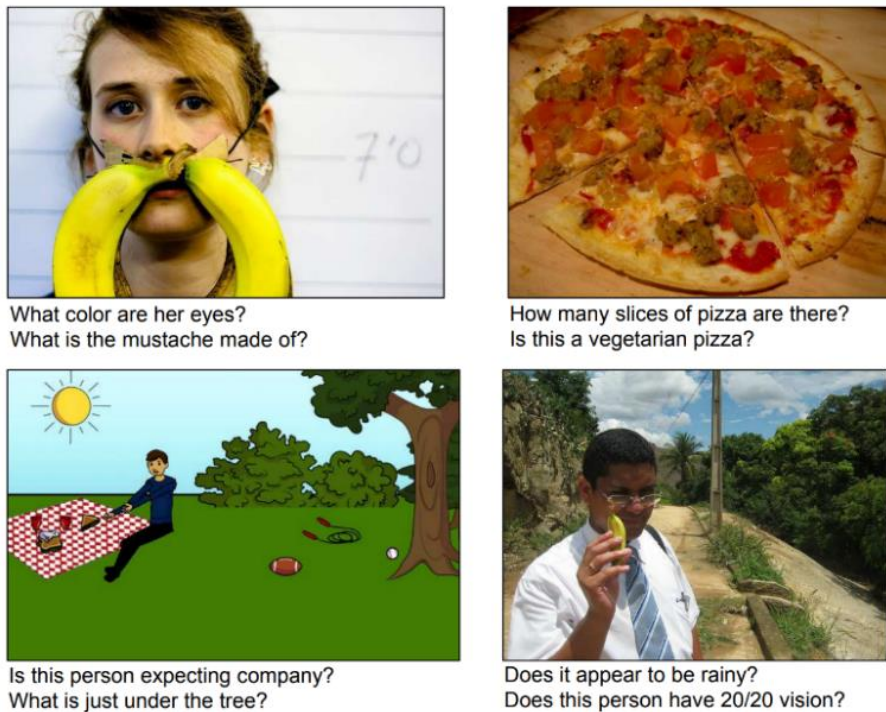 7'0
What color are her eyes?
What is the mustache made of?
How many slices of pizza are there?
Is this a vegetarian pizza?
Is this person expecting company?
What is just under the tree?
Does it appear to be rainy?
Does this person have 20/20 vision?